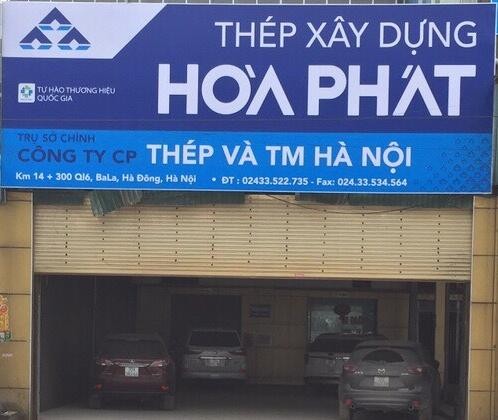 THÉP XÂY DỰNG
HÒA PHÁT
TỰ HÀO THƯƠNG HIỆU
QUỐC GIA
TRỤ SỞ CHÍNH
CÔNG TY CP THÉP VÀ TM HÀ NỘI
Km 14 + 300 Ql6, BaLa, Hà Đông, Hà Nội • ĐT : 02433.522.735 - Fax: 024.33.534.564